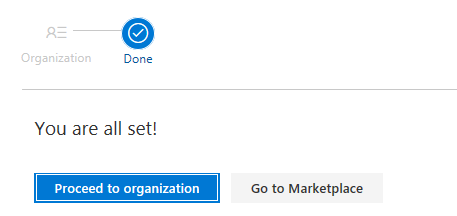 Organization
Done
You are all set!
Proceed to organization
Go to Marketplace